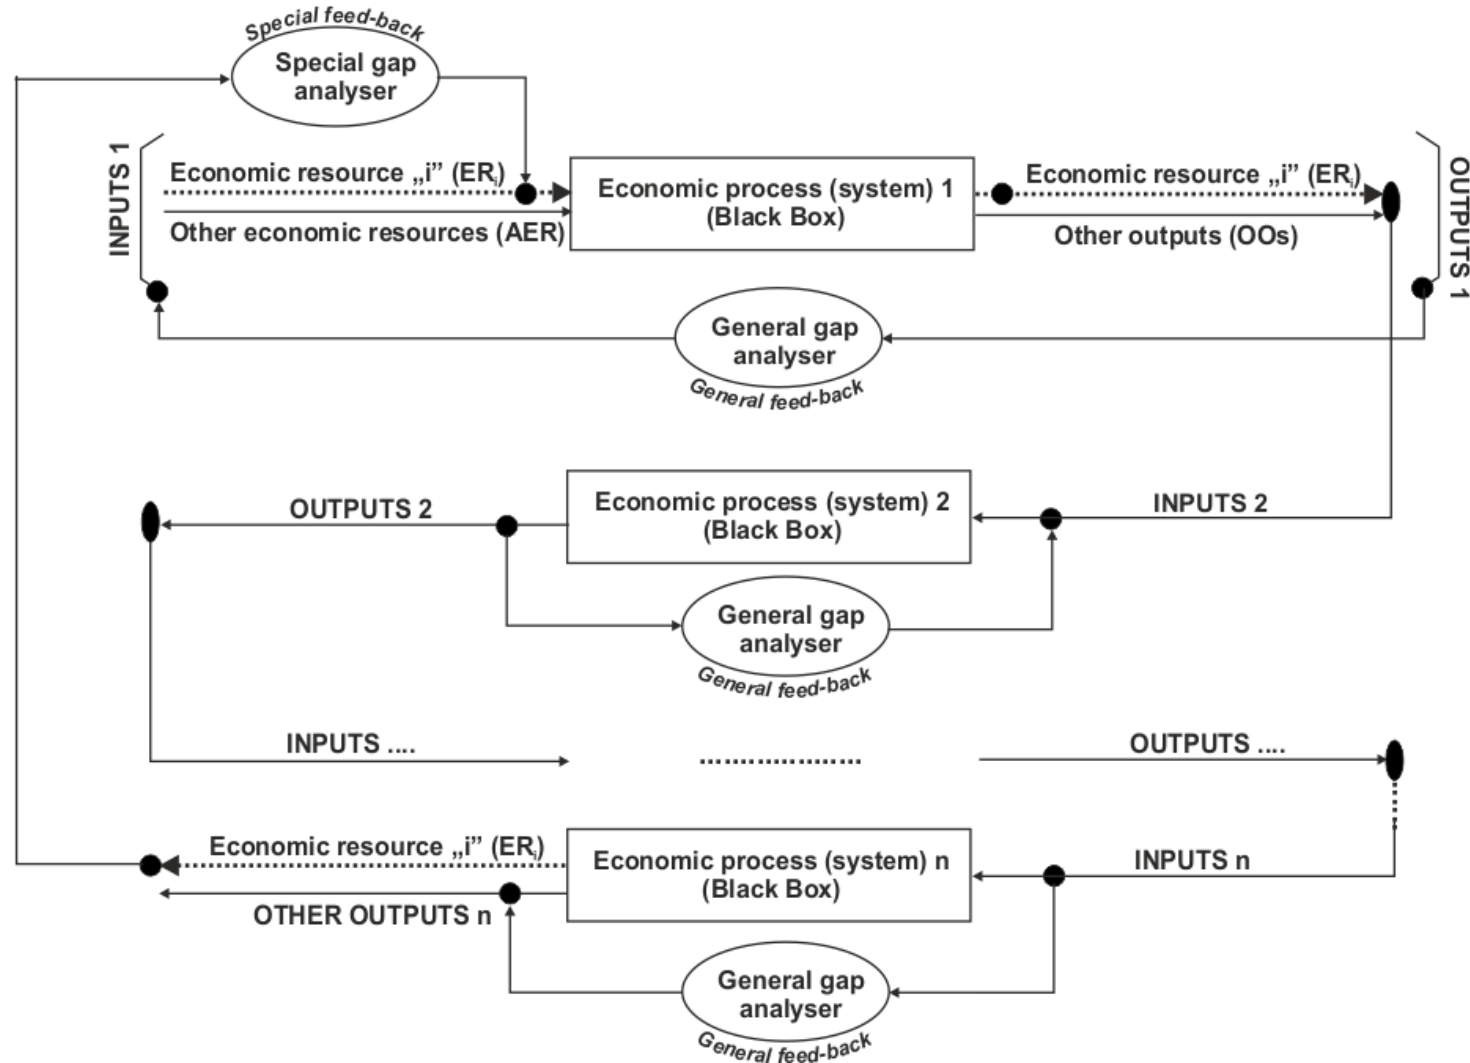 Special feed-back
Special gap
analyser
INPUTS 1
Economic resource „i” (ERi)
Other economic resources (AER)
Economic process (system) 1
(Black Box)
Economic resource „i” (ERi)
Other outputs (OOs)
OUTPUTS 1
General gap
analyser
General feed-back
OUTPUTS 2
Economic process (system) 2
(Black Box)
INPUTS 2
General gap
analyser
General feed-back
INPUTS ....
....................
OUTPUTS ....
Economic resource „i” (ERi)
OTHER OUTPUTS n
Economic process (system) n
(Black Box)
INPUTS n
General gap
analyser
General feed-back